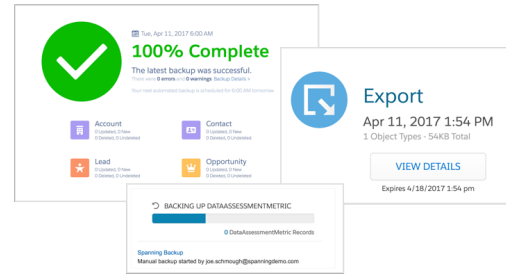 Tue, Apr 11, 2017 6:00 AM
100% Complete
The latest backup was successful.
There were 0 errors and 0 warnings. Backup Details »
Your next automated backup is scheduled for 6:00 AM tomorrow.
Account
0 Updated, 0 New
0 Deleted, 0 Undeleted
Contact
0 Updated, 0 New
0 Deleted, 0 Undeleted
Lead
0 Updated, 0 New
0 Deleted, 0 Undeleted
Opportunity
0 Updated, 0 New
0 Deleted, 0 Undeleted
Export
Apr 11, 2017 1:54 PM
1 Object Types - 54KB Total
VIEW DETAILS
Expires 4/18/2017 1:54 pm
BACKING UP DATAASSESSMENTMETRIC
0 DataAssessmentMetric Records
Spanning Backup
Manual backup started by joe.schmough@spanningdemo.com